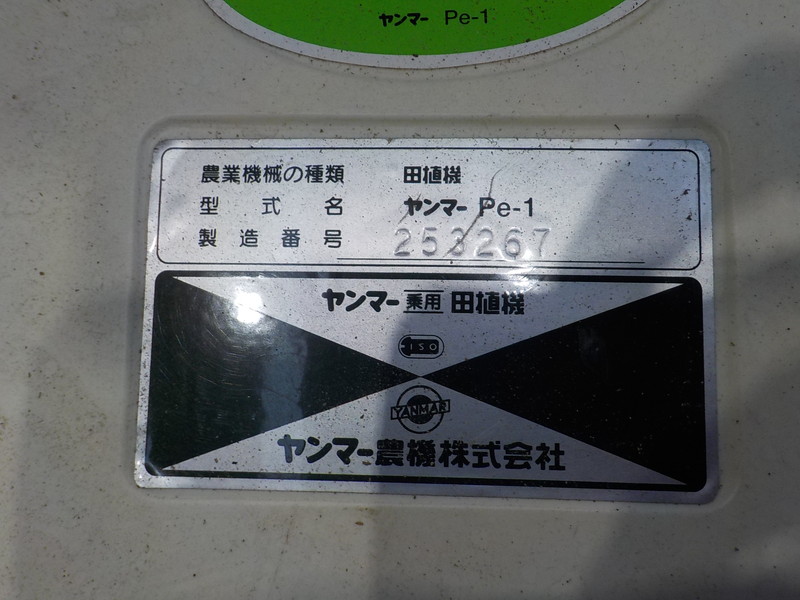 ヤンマー Pe-1
農業機械の種類 田植機
型式名 ヤンマー Pe-1
製造番号 253267
ヤンマー 乗用 田植機
ISO
YANMAR
ヤンマー農機株式会社